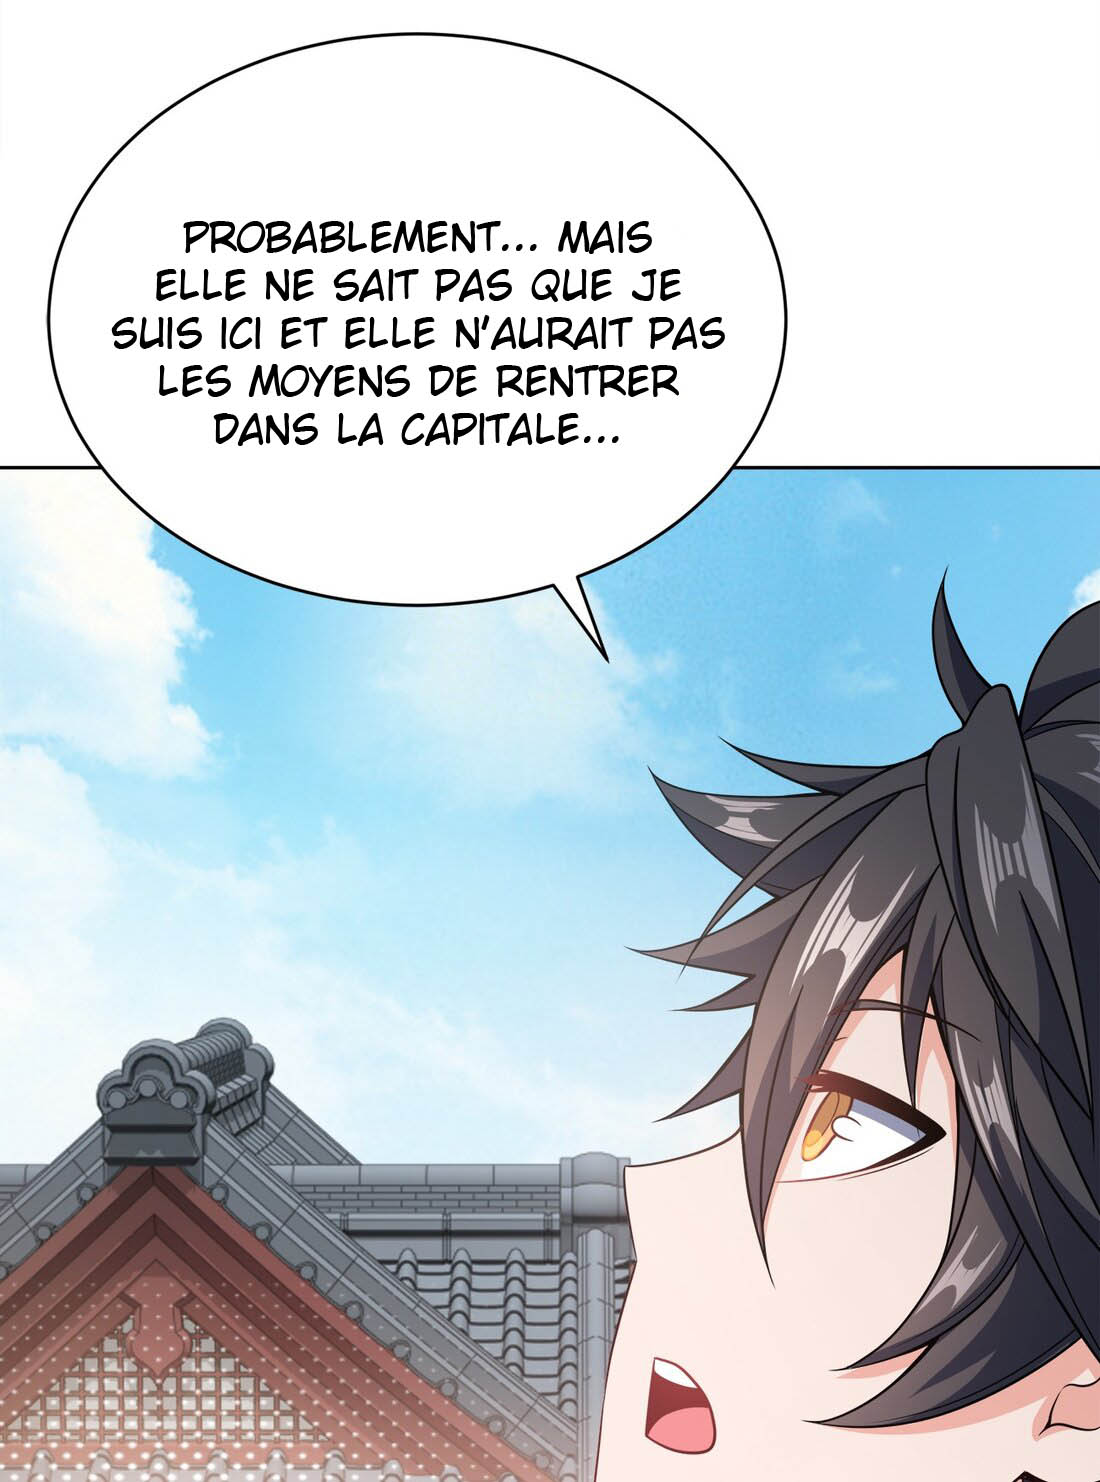 PROBABLEMENT... MAIS
ELLE NE SAIT PAS QUE JE
SUIS ICI ET ELLE N'AURAIT PAS
LES MOYENS DE RENTRER
DANS LA CAPITALE...